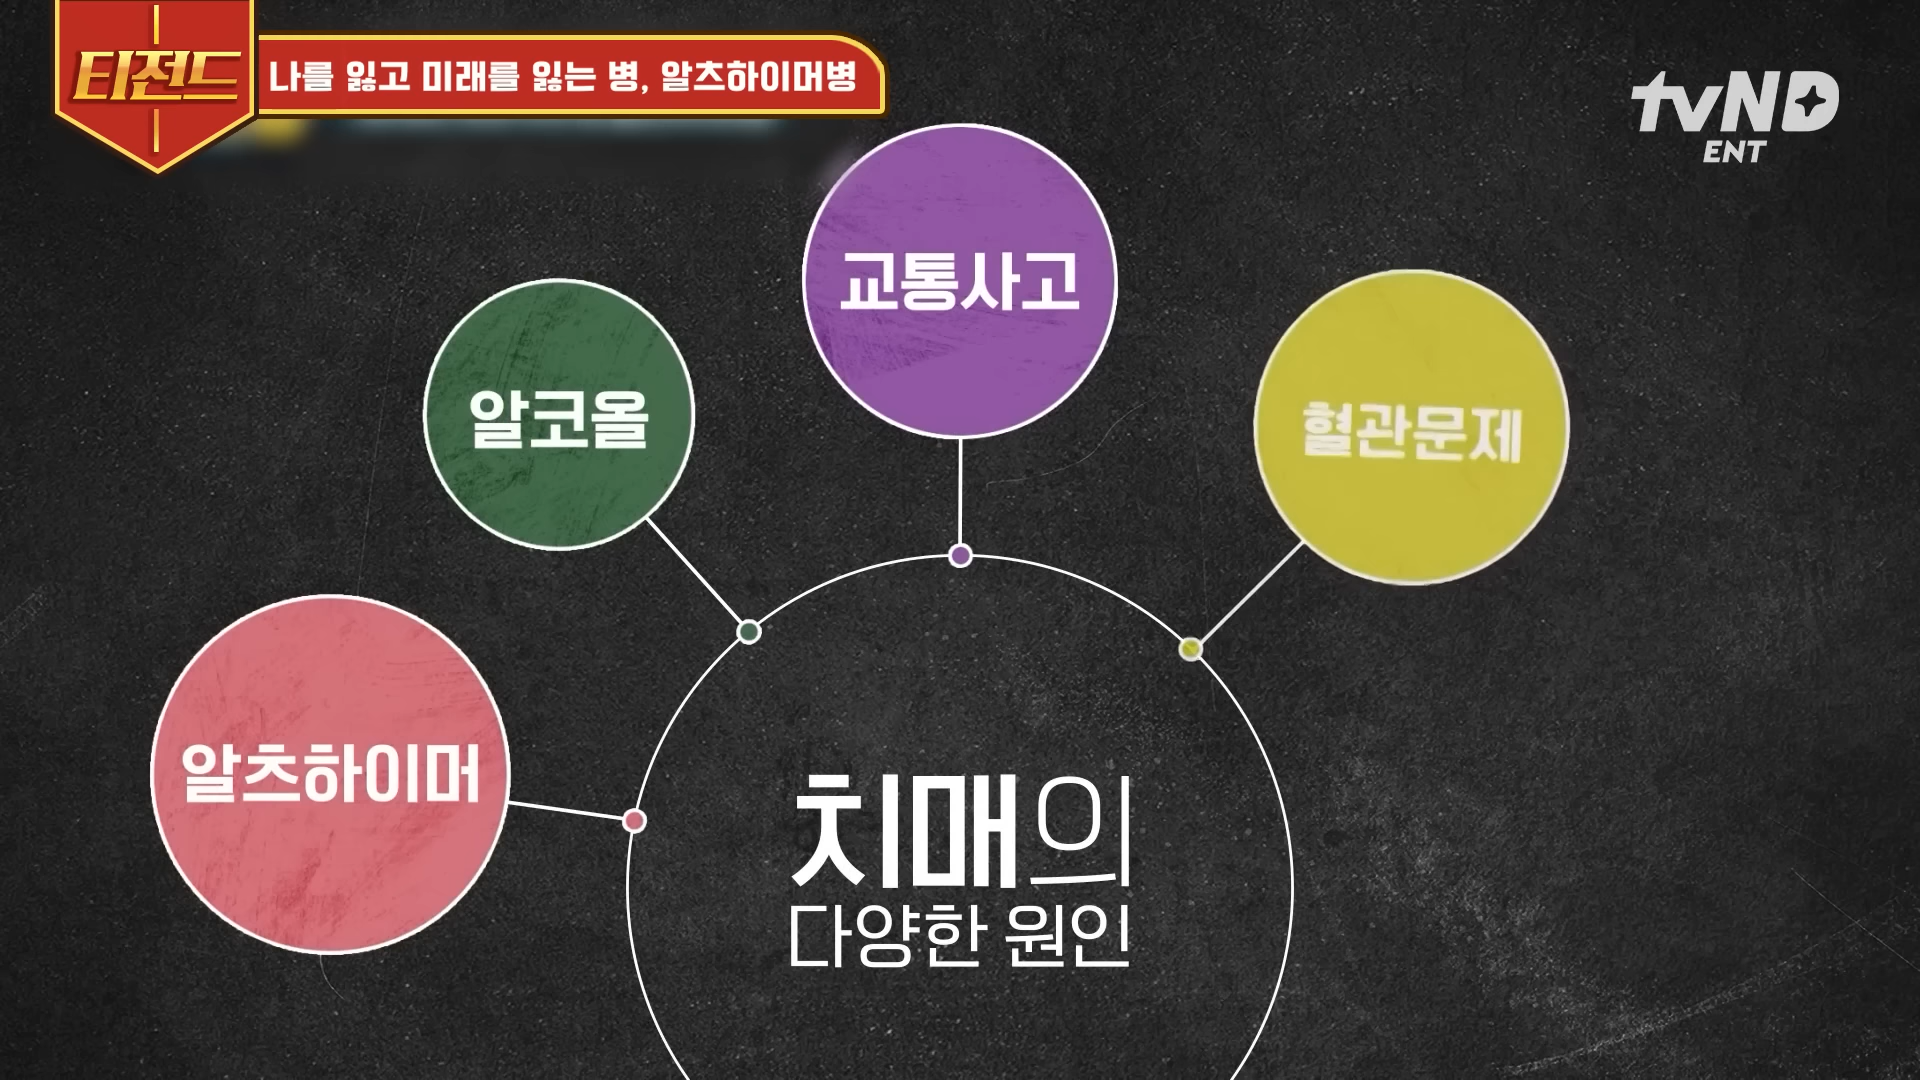 티전드
나를 잃고 미래를 잃는 병, 알츠하이머병
tvND
ENT
교통사고
알코올
혈관문제
알츠하이머
치매의
다양한 원인